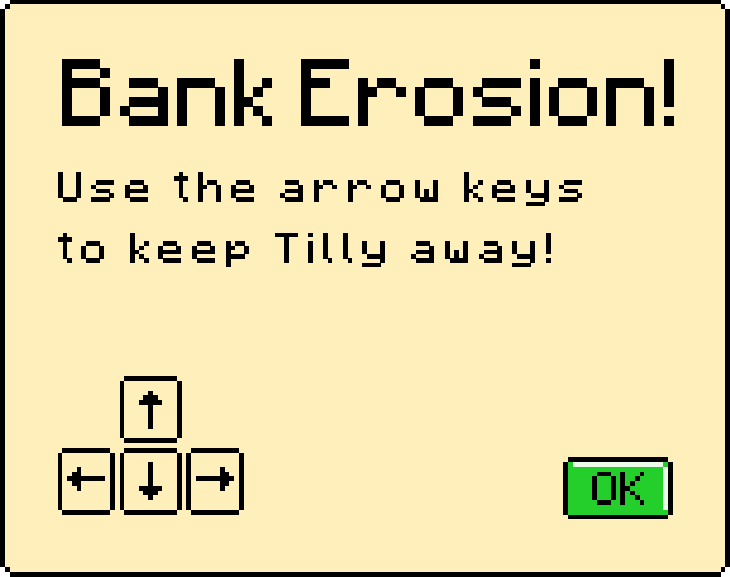 Bank Erosion!
Use the arrow keys
to keep Tilly away!
↑
← ↓ →
OK